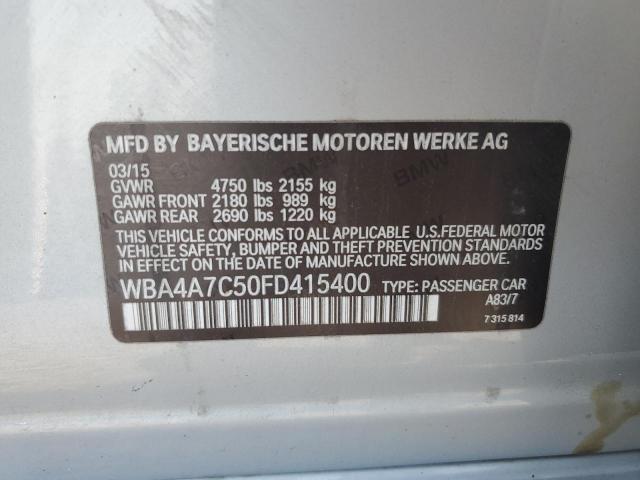 MFD BY BAYERISCHE MOTOREN WERKE AG
03/15
GVWR 4750 lbs 2155 kg
GAWR FRONT 2180 lbs 989 kg
GAWR REAR 2690 lbs 1220 kg
THIS VEHICLE CONFORMS TO ALL APPLICABLE U.S.FEDERAL MOTOR
VEHICLE SAFETY, BUMPER AND THEFT PREVENTION STANDARDS
IN EFFECT ON THE DATE OF MANUFACTURE SHOWN ABOVE.
WBA4A7C50FD415400 TYPE: PASSENGER CAR
A83/7
7 315 814
BMW